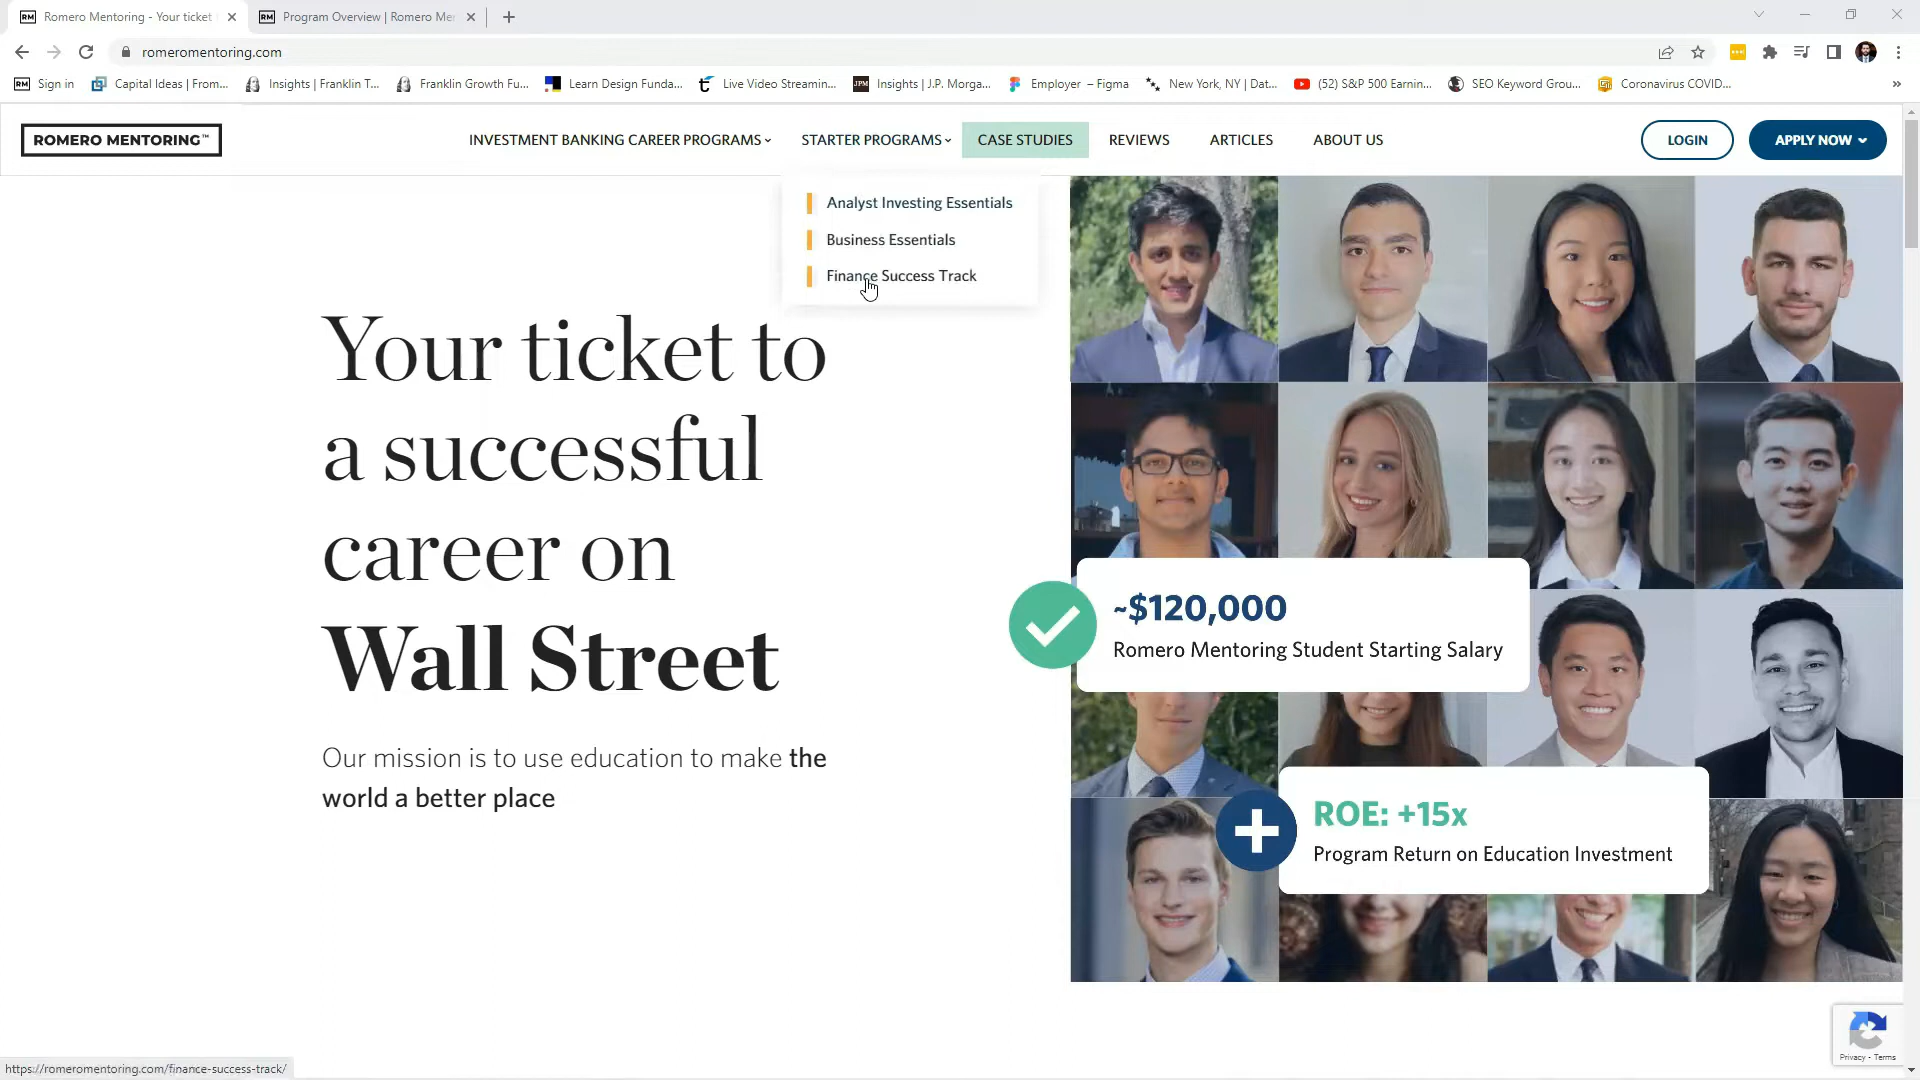 Romero Mentoring - Your ticket
Program Overview | Romero Me
romeromentoring.com
Sign in
Capital Ideas | From...
Insights | Franklin T...
Franklin Growth Fu...
Learn Design Funda...
Live Video Streamin...
JPM
Insights | J.P. Morga...
Employer – Figma
New York, NY | Dat...
(52) S&P 500 Earnin...
SEO Keyword Grou...
Coronavirus COVID...
ROMERO MENTORING™
INVESTMENT BANKING CAREER PROGRAMS
STARTER PROGRAMS
CASE STUDIES
REVIEWS
ARTICLES
ABOUT US
LOGIN
APPLY NOW
Analyst Investing Essentials
Business Essentials
Finance Success Track
Your ticket to
a successful
career on
Wall Street
Our mission is to use education to make the
world a better place
~$120,000
Romero Mentoring Student Starting Salary
ROE: +15x
Program Return on Education Investment
Privacy - Terms
https://romeromentoring.com/finance-success-track/